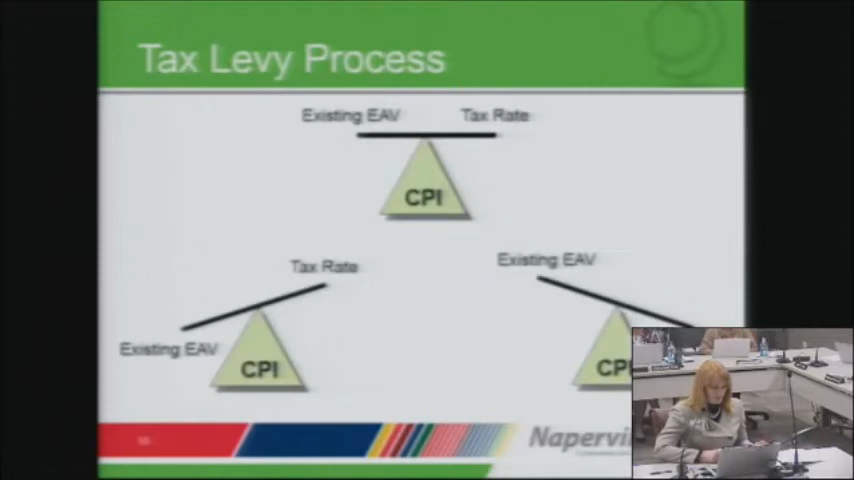 Tax Levy Process
Existing EAV Tax Rate
CPI
Tax Rate
Existing EAV
Existing EAV
CPI
CPI
Napervi